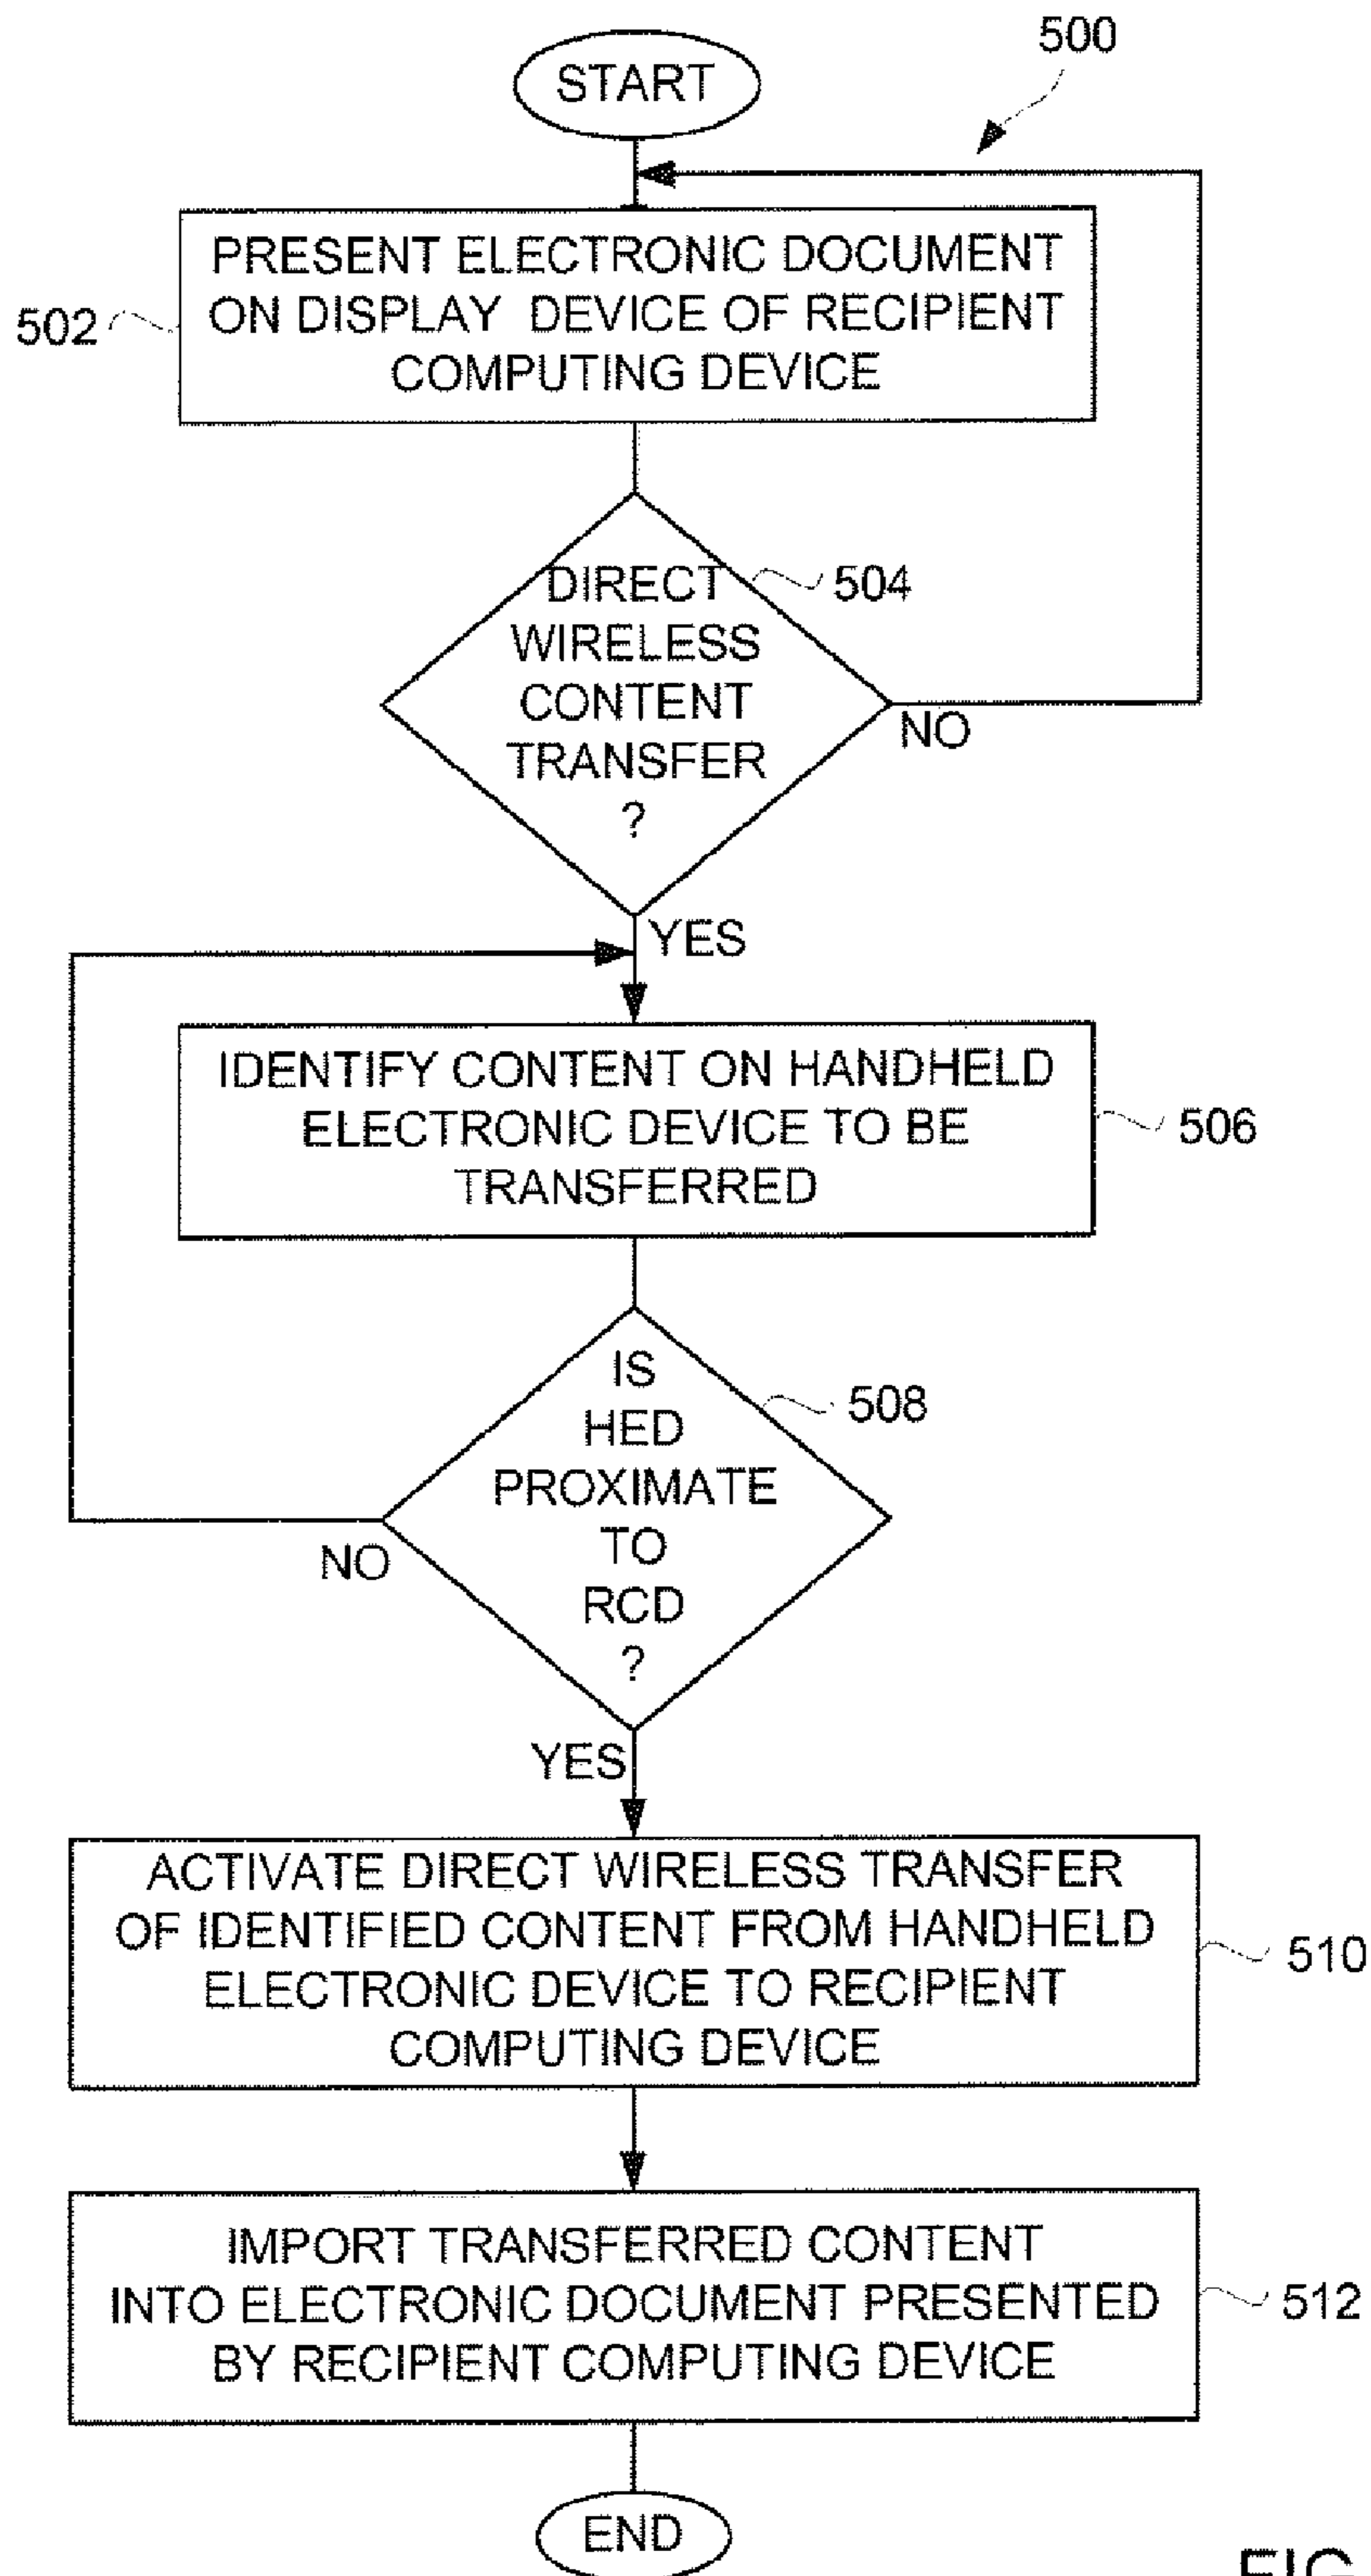 START
500
PRESENT ELECTRONIC DOCUMENT
ON DISPLAY DEVICE OF RECIPIENT
COMPUTING DEVICE
502
DIRECT
WIRELESS
CONTENT
TRANSFER
?
504
NO
YES
IDENTIFY CONTENT ON HANDHELD
ELECTRONIC DEVICE TO BE
TRANSFERRED
506
IS
HED
PROXIMATE
TO
RCD
?
508
NO
YES
ACTIVATE DIRECT WIRELESS TRANSFER
OF IDENTIFIED CONTENT FROM HANDHELD
ELECTRONIC DEVICE TO RECIPIENT
COMPUTING DEVICE
510
IMPORT TRANSFERRED CONTENT
INTO ELECTRONIC DOCUMENT PRESENTED
BY RECIPIENT COMPUTING DEVICE
512
END